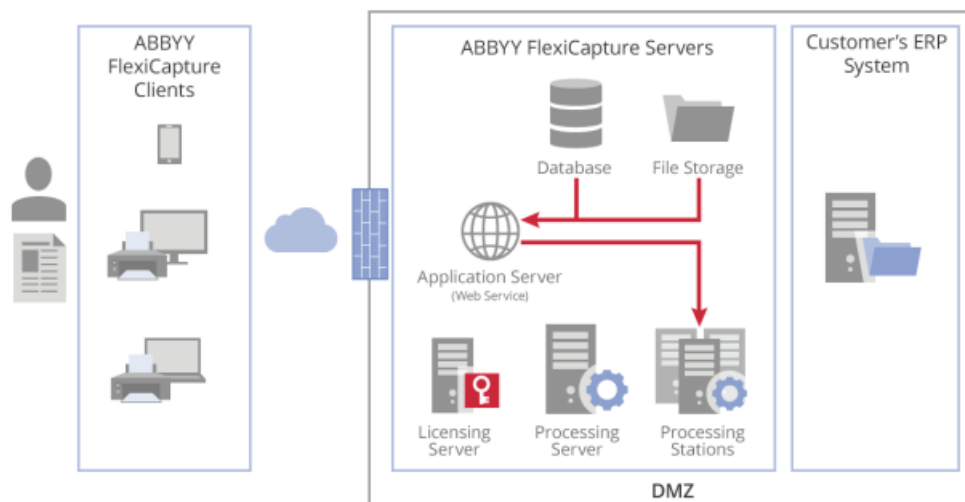 ABBYY
FlexiCapture
Clients
ABBYY FlexiCapture Servers
Customer's ERP
System
Database
File Storage
Application Server
(Web Service)
Licensing
Server
Processing
Server
Processing
Stations
DMZ